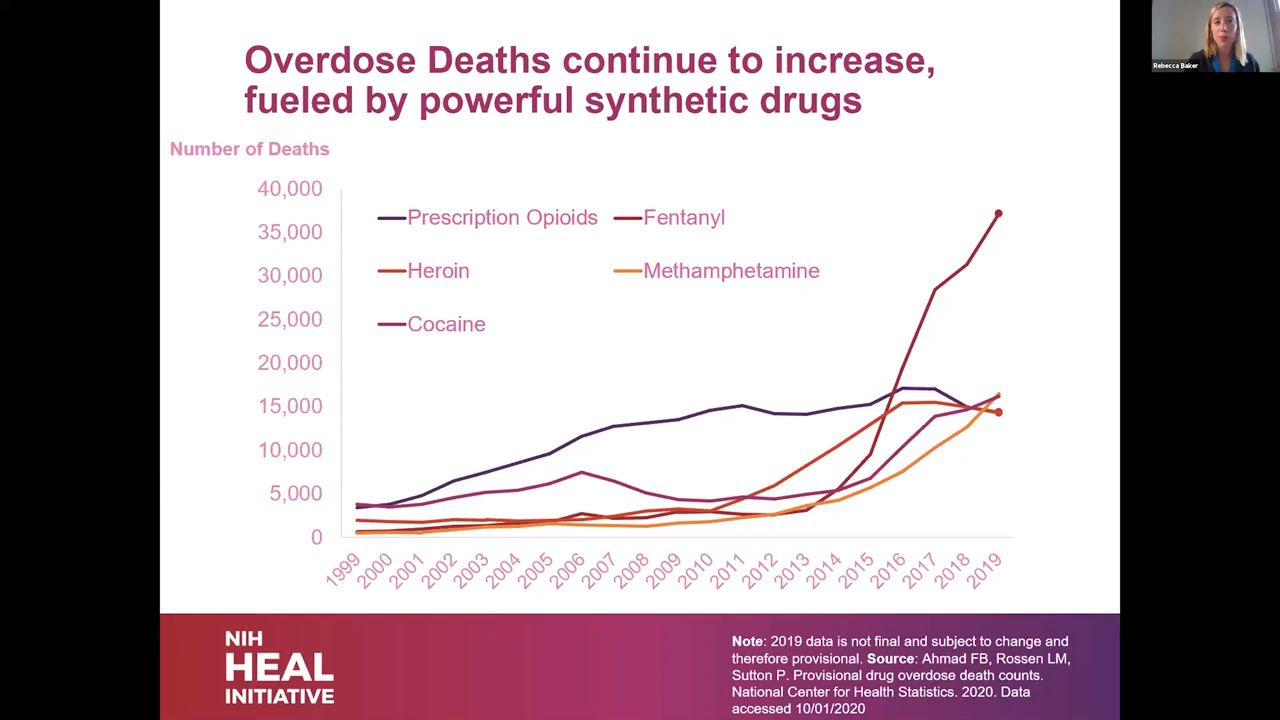 Overdose Deaths continue to increase,
fueled by powerful synthetic drugs
Rebecca Baker
Number of Deaths
40,000
35,000
30,000
25,000
20,000
15,000
10,000
5,000
0
Prescription Opioids
Fentanyl
Heroin
Methamphetamine
Cocaine
1999
2000
2001
2002
2003
2004
2005
2006
2007
2008
2009
2010
2011
2012
2013
2014
2015
2016
2017
2018
2019
NIH
HEAL
INITIATIVE
Note: 2019 data is not final and subject to change and
therefore provisional. Source: Ahmad FB, Rossen LM,
Sutton P. Provisional drug overdose death counts.
National Center for Health Statistics. 2020. Data
accessed 10/01/2020